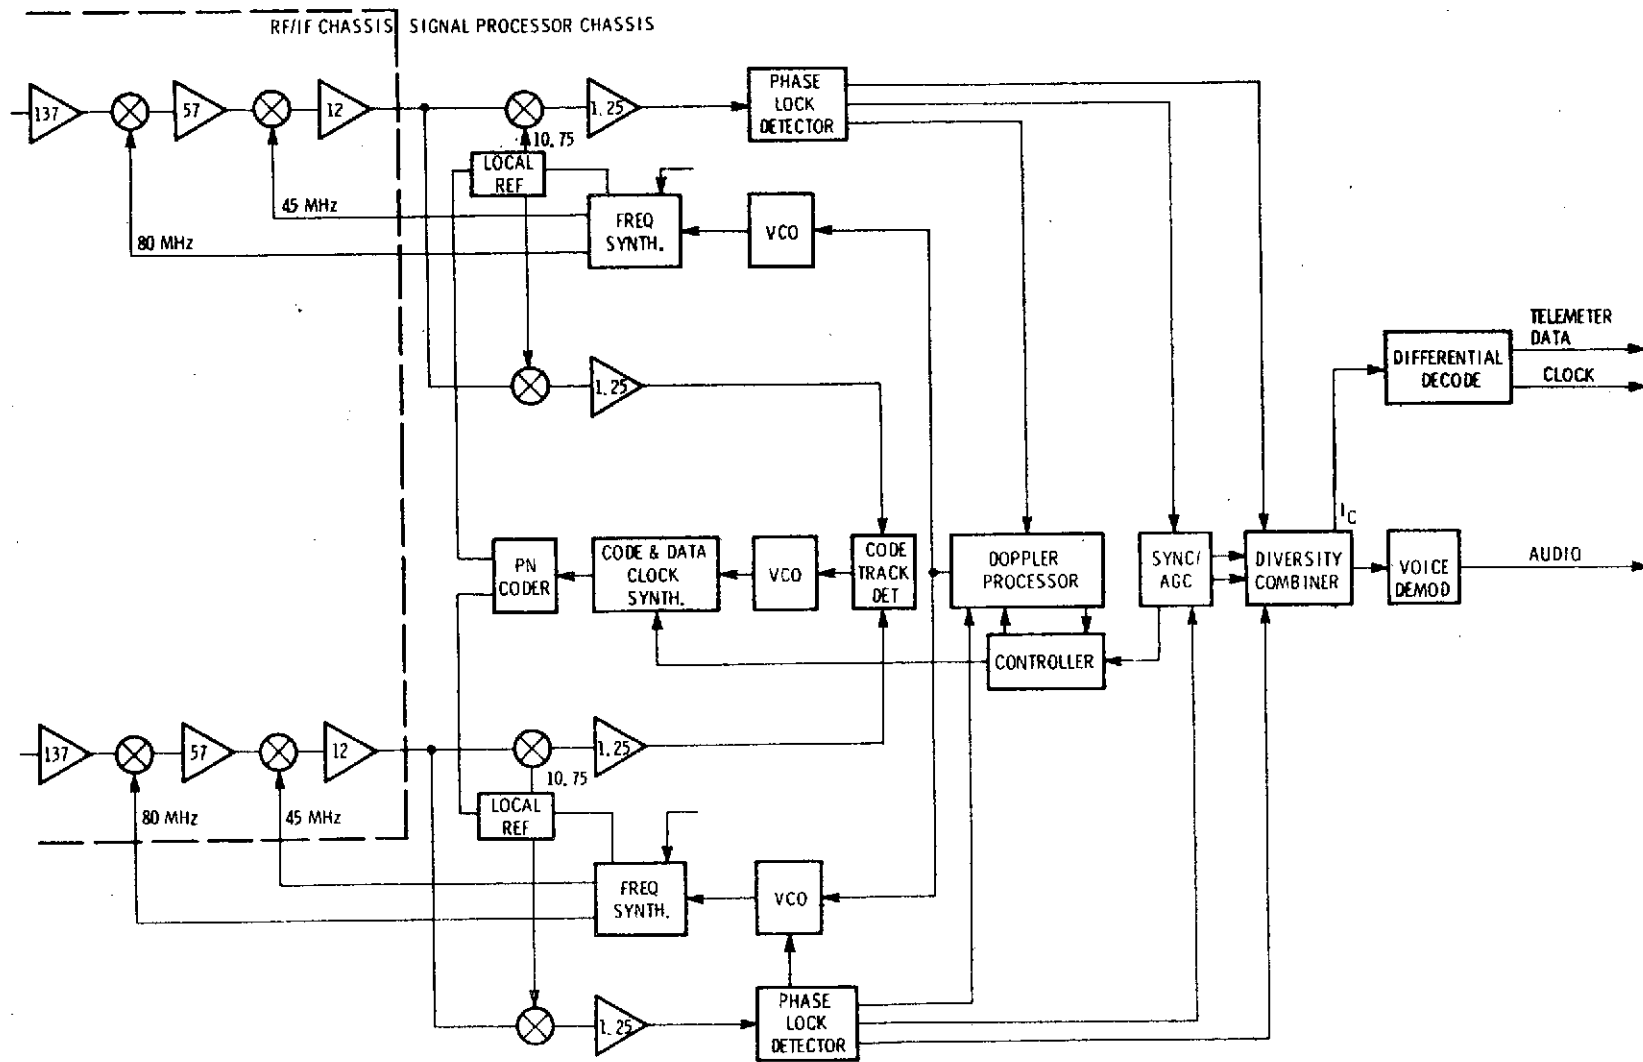 RF/IF CHASSIS
SIGNAL PROCESSOR CHASSIS
137
57
12
1.25
PHASE
LOCK
DETECTOR
10.75
LOCAL
REF
45 MHz
80 MHz
FREQ
SYNTH.
VCO
1.25
TELEMETER
DATA
DIFFERENTIAL
DECODE
CLOCK
PN
CODER
CODE & DATA
CLOCK
SYNTH.
VCO
CODE
TRACK
DET
DOPPLER
PROCESSOR
SYNC/
AGC
IC
DIVERSITY
COMBINER
VOICE
DEMOD
AUDIO
CONTROLLER
137
57
12
1.25
10.75
LOCAL
REF
80 MHz
45 MHz
FREQ
SYNTH.
VCO
1.25
PHASE
LOCK
DETECTOR